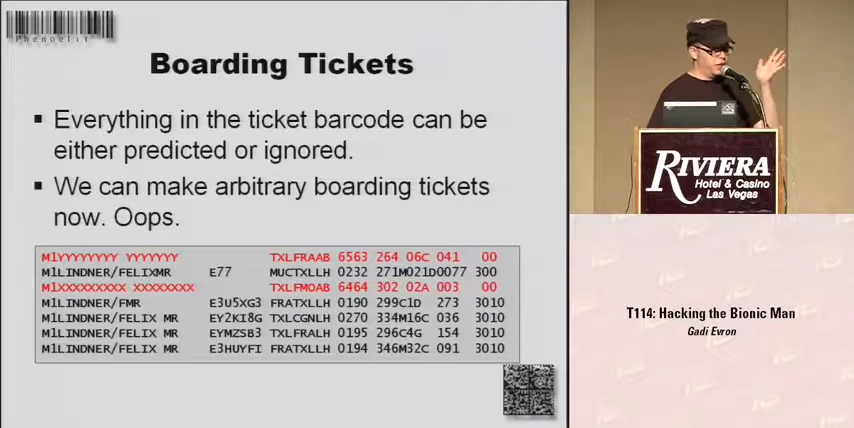 Phenoelit
Boarding Tickets
Everything in the ticket barcode can be
either predicted or ignored.
We can make arbitrary boarding tickets
now. Oops.
M1YYYYYYYY YYYYYYY TXLFRAAB 6563 264 06C 041 00
M1LINDNER/FELIXMR E77 MUCTXLLH 0232 271M021D0077 300
M1XXXXXXXXX XXXXXXXX TXLFMOAB 6464 302 02A 003 00
M1LINDNER/FMR E3U5XG3 FRATXLLH 0190 299C1D 273 3010
M1LINDNER/FELIX MR EY2KI8G TXLCGNLH 0270 334M16C 036 3010
M1LINDNER/FELIX MR EYMZSB3 TXLFRALH 0195 296C4G 154 3010
M1LINDNER/FELIX MR E3HUYFI FRATXLLH 0194 346M32C 091 3010
RIVIERA
Hotel & Casino
Las Vegas
T114: Hacking the Bionic Man
Gadi Evron